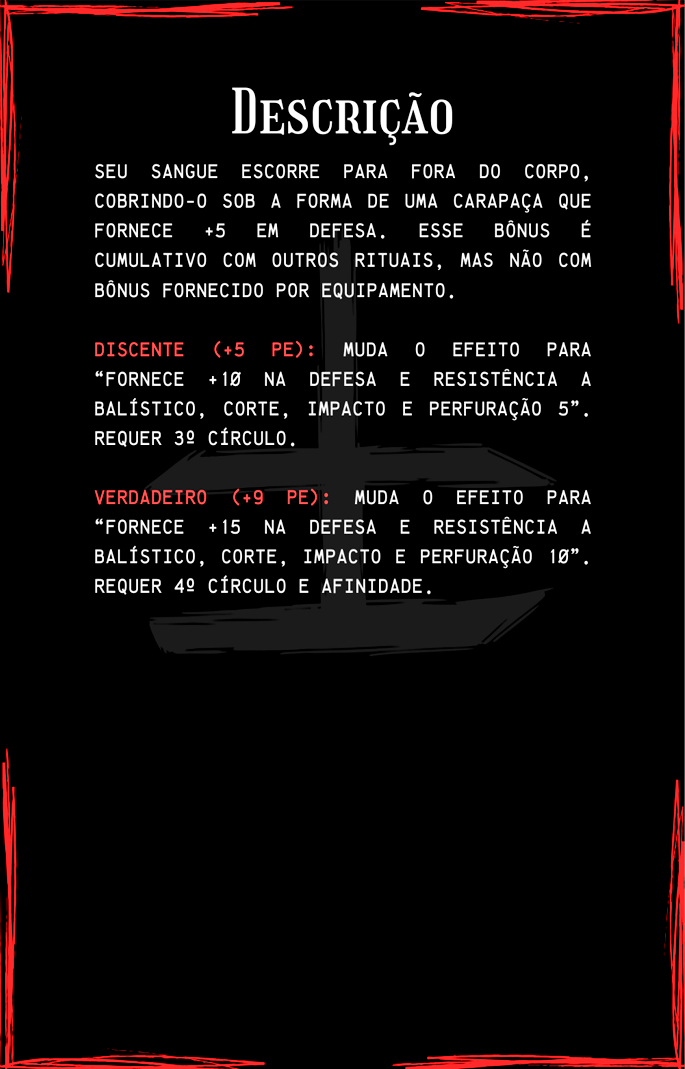 Descrição
SEU SANGUE ESCORRE PARA FORA DO CORPO,
COBRINDO-O SOB A FORMA DE UMA CARAPAÇA QUE
FORNECE +5 EM DEFESA. ESSE BÔNUS É
CUMULATIVO COM OUTROS RITUAIS, MAS NÃO COM
BÔNUS FORNECIDO POR EQUIPAMENTO.
DISCENTE (+5 PE): MUDA O EFEITO PARA
“FORNECE +10 NA DEFESA E RESISTÊNCIA A
BALÍSTICO, CORTE, IMPACTO E PERFURAÇÃO 5”.
REQUER 3º CÍRCULO.
VERDADEIRO (+9 PE): MUDA O EFEITO PARA
“FORNECE +15 NA DEFESA E RESISTÊNCIA A
BALÍSTICO, CORTE, IMPACTO E PERFURAÇÃO 10”.
REQUER 4º CÍRCULO E AFINIDADE.